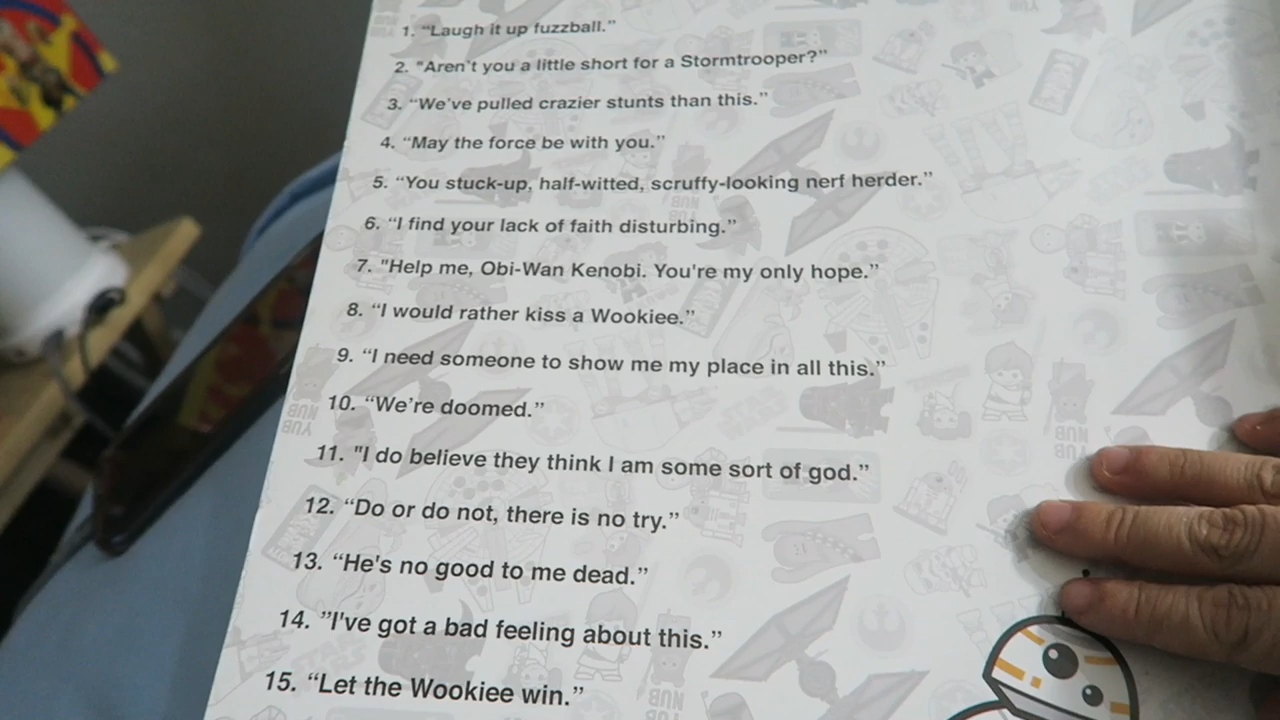 1. “Laugh it up fuzzball.”
2. "Aren't you a little short for a Stormtrooper?”
3. “We've pulled crazier stunts than this.”
4. “May the force be with you.”
5. “You stuck-up, half-witted, scruffy-looking nerf herder.”
6. “I find your lack of faith disturbing.”
7. "Help me, Obi-Wan Kenobi. You're my only hope.”
8. “I would rather kiss a Wookiee.”
9. “I need someone to show me my place in all this.”
10. “We're doomed.”
11. "I do believe they think I am some sort of god.”
12. “Do or do not, there is no try.”
13. “He's no good to me dead.”
14. ”I've got a bad feeling about this.”
15. “Let the Wookiee win.”
YUB
NUB